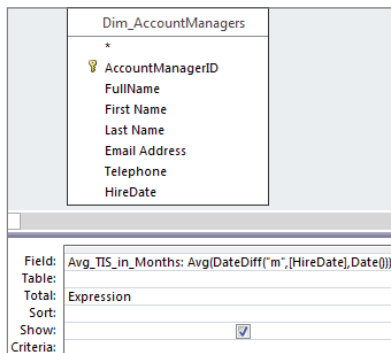 Dim_AccountManagers
*
AccountManagerID
FullName
First Name
Last Name
Email Address
Telephone
HireDate
Field: Avg_TIS_in_Months: Avg(DateDiff("m",[HireDate],Date()))
Table:
Total: Expression
Sort:
Show:
Criteria: